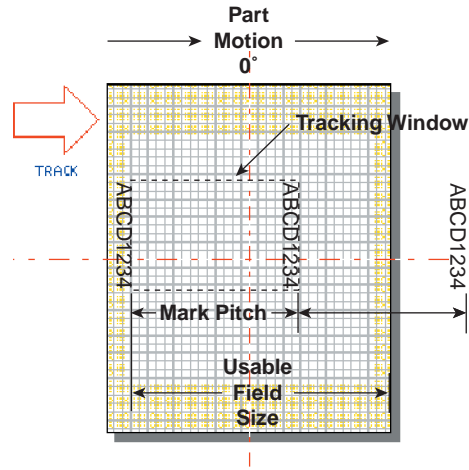 Part
Motion
0°
Tracking Window
TRACK
ABCD1234
ABCD1234
ABCD1234
Mark Pitch
Usable
Field
Size